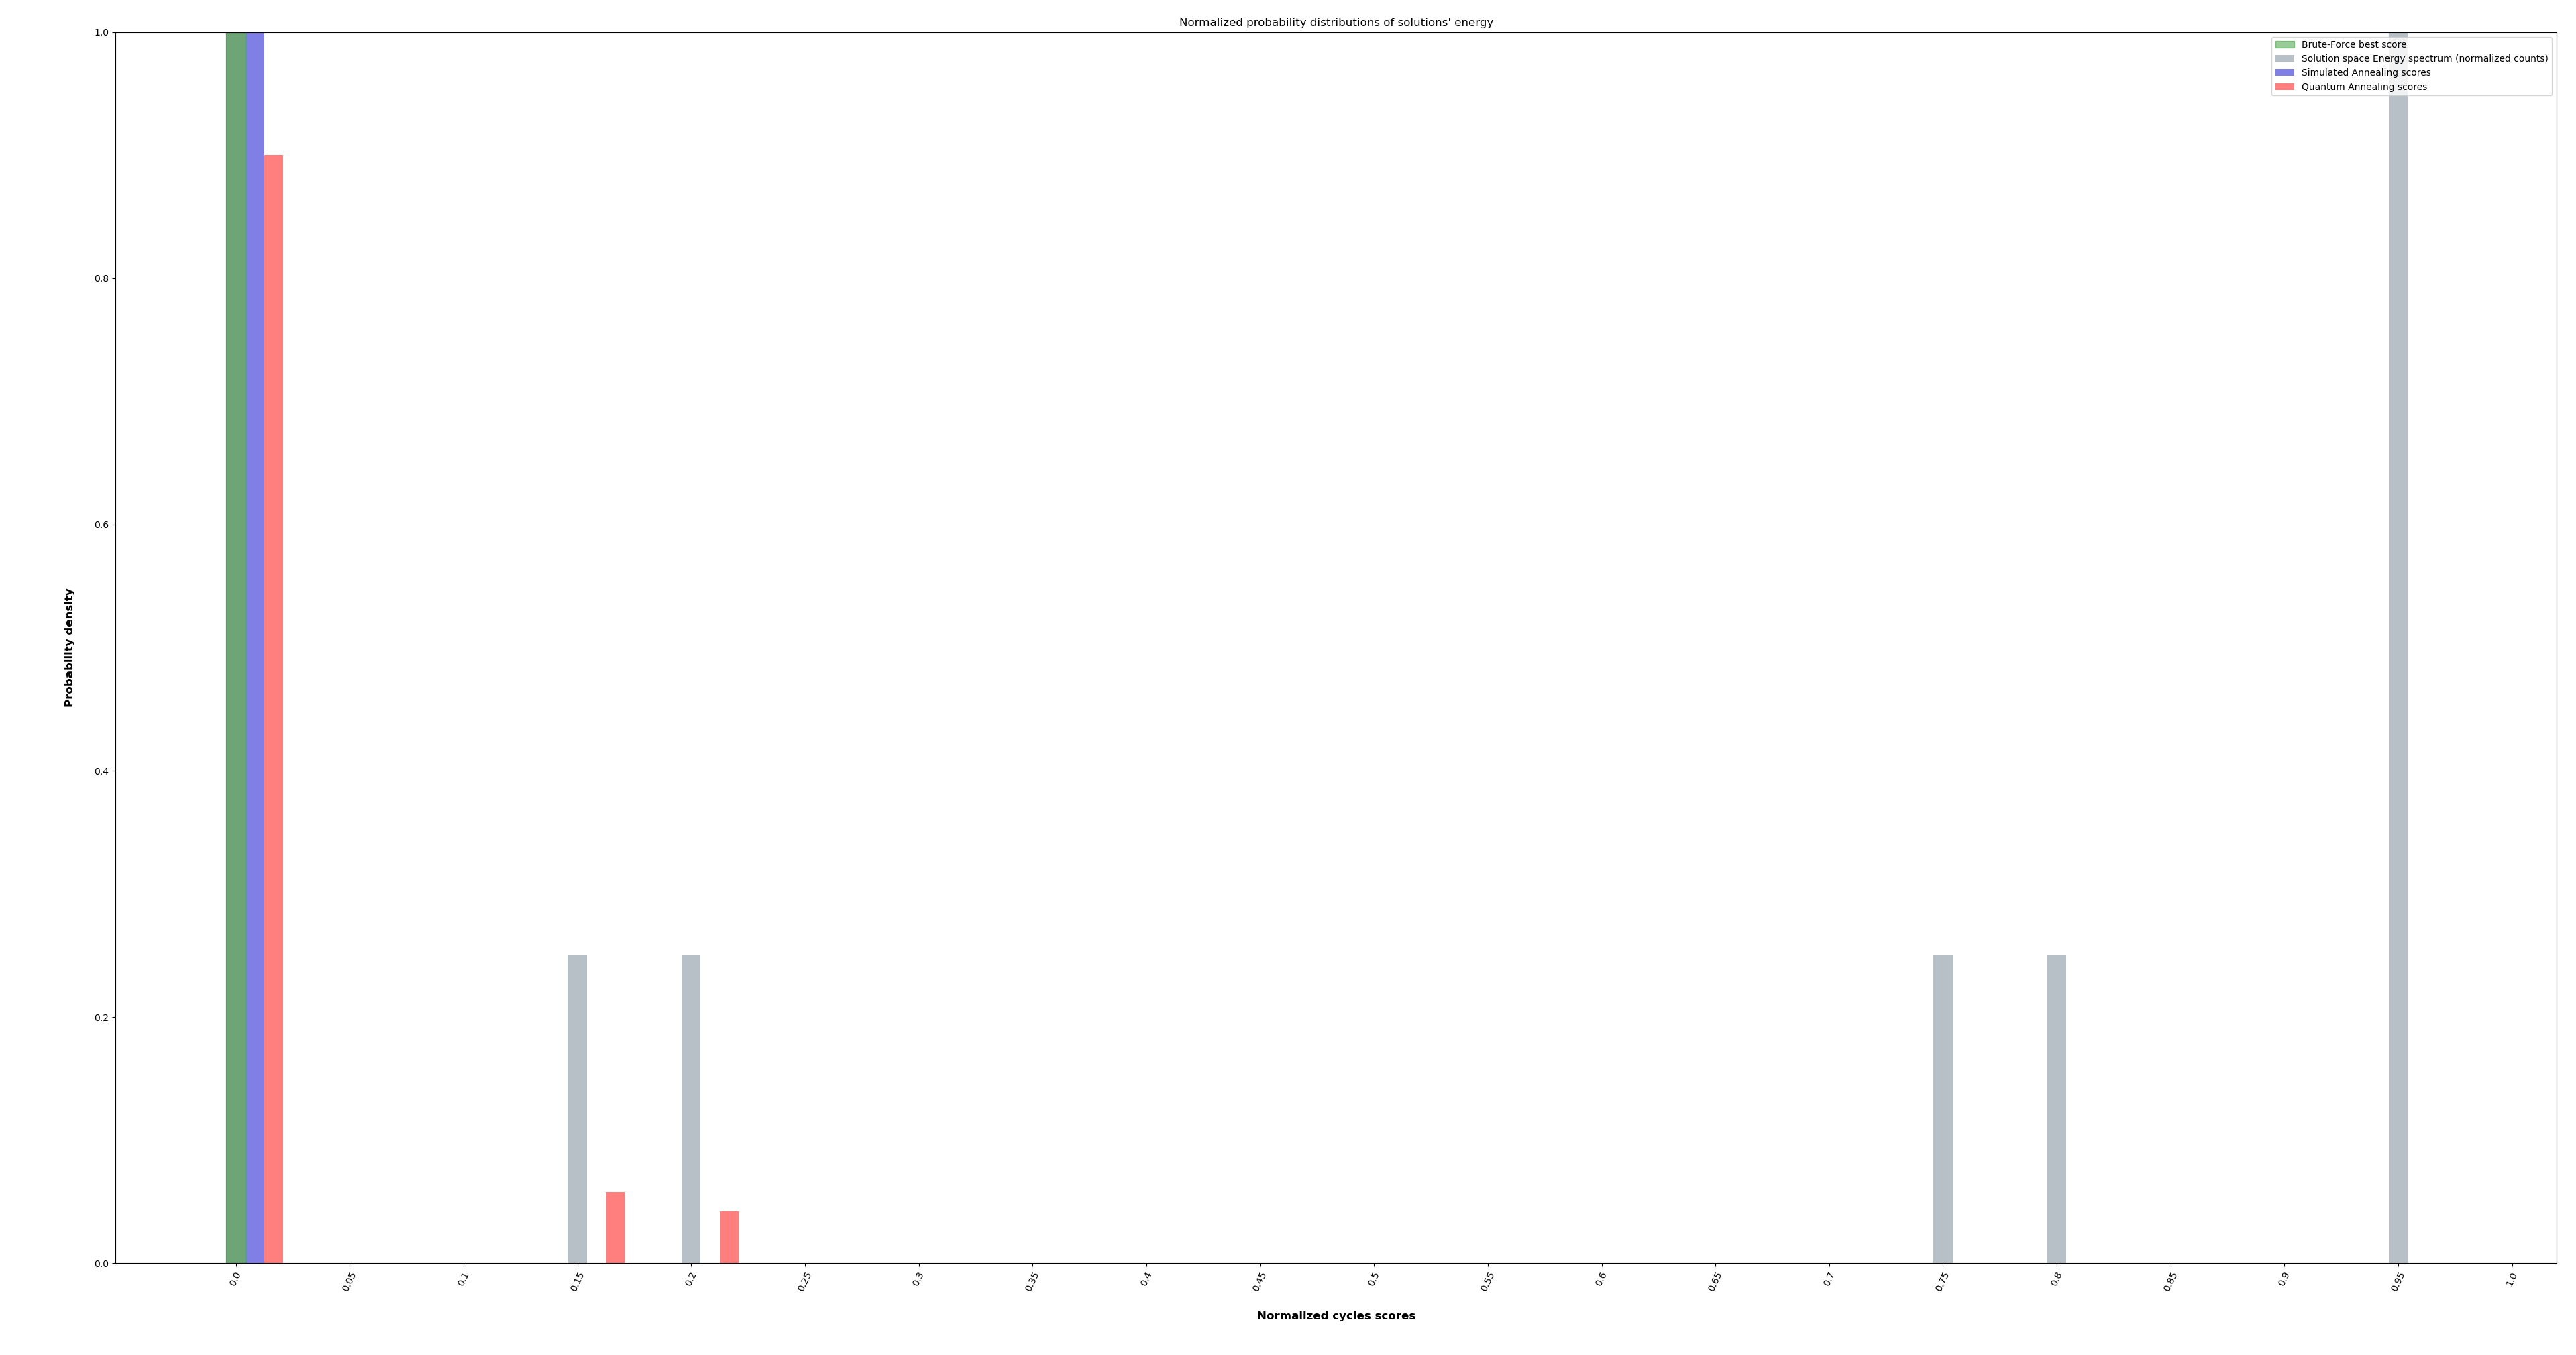 Normalized probability distributions of solutions' energy
Brute-Force best score
Solution space Energy spectrum (normalized counts)
Simulated Annealing scores
Quantum Annealing scores
Probability density
1.0
0.8
0.6
0.4
0.2
0.0
0.0 0.05 0.1 0.15 0.2 0.25 0.3 0.35 0.4 0.45 0.5 0.55 0.6 0.65 0.7 0.75 0.8 0.85 0.9 0.95 1.0
Normalized cycles scores